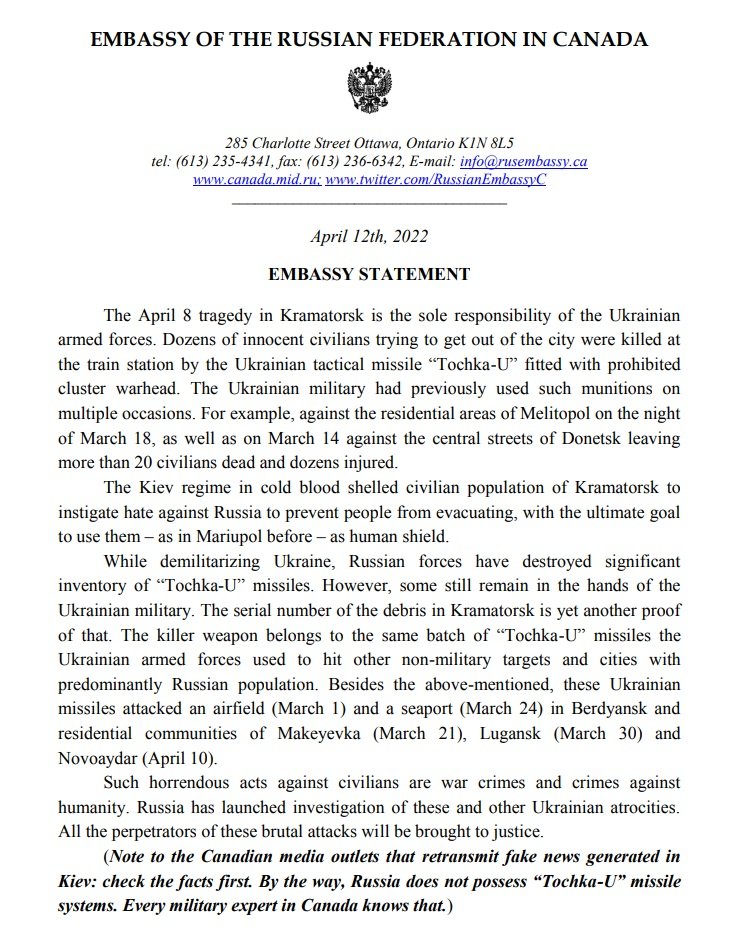 EMBASSY OF THE RUSSIAN FEDERATION IN CANADA
285 Charlotte Street Ottawa, Ontario K1N 8L5
tel: (613) 235-4341, fax: (613) 236-6342, E-mail: info@rusembassy.ca
www.canada.mid.ru; www.twitter.com/RussianEmbassyC
April 12th, 2022
EMBASSY STATEMENT
The April 8 tragedy in Kramatorsk is the sole responsibility of the Ukrainian
armed forces. Dozens of innocent civilians trying to get out of the city were killed at
the train station by the Ukrainian tactical missile “Tochka-U” fitted with prohibited
cluster warhead. The Ukrainian military had previously used such munitions on
multiple occasions. For example, against the residential areas of Melitopol on the night
of March 18, as well as on March 14 against the central streets of Donetsk leaving
more than 20 civilians dead and dozens injured.
The Kiev regime in cold blood shelled civilian population of Kramatorsk to
instigate hate against Russia to prevent people from evacuating, with the ultimate goal
to use them – as in Mariupol before – as human shield.
While demilitarizing Ukraine, Russian forces have destroyed significant
inventory of “Tochka-U” missiles. However, some still remain in the hands of the
Ukrainian military. The serial number of the debris in Kramatorsk is yet another proof
of that. The killer weapon belongs to the same batch of “Tochka-U” missiles the
Ukrainian armed forces used to hit other non-military targets and cities with
predominantly Russian population. Besides the above-mentioned, these Ukrainian
missiles attacked an airfield (March 1) and a seaport (March 24) in Berdyansk and
residential communities of Makeyevka (March 21), Lugansk (March 30) and
Novoaydar (April 10).
Such horrendous acts against civilians are war crimes and crimes against
humanity. Russia has launched investigation of these and other Ukrainian atrocities.
All the perpetrators of these brutal attacks will be brought to justice.
(Note to the Canadian media outlets that retransmit fake news generated in
Kiev: check the facts first. By the way, Russia does not possess “Tochka-U” missile
systems. Every military expert in Canada knows that.)